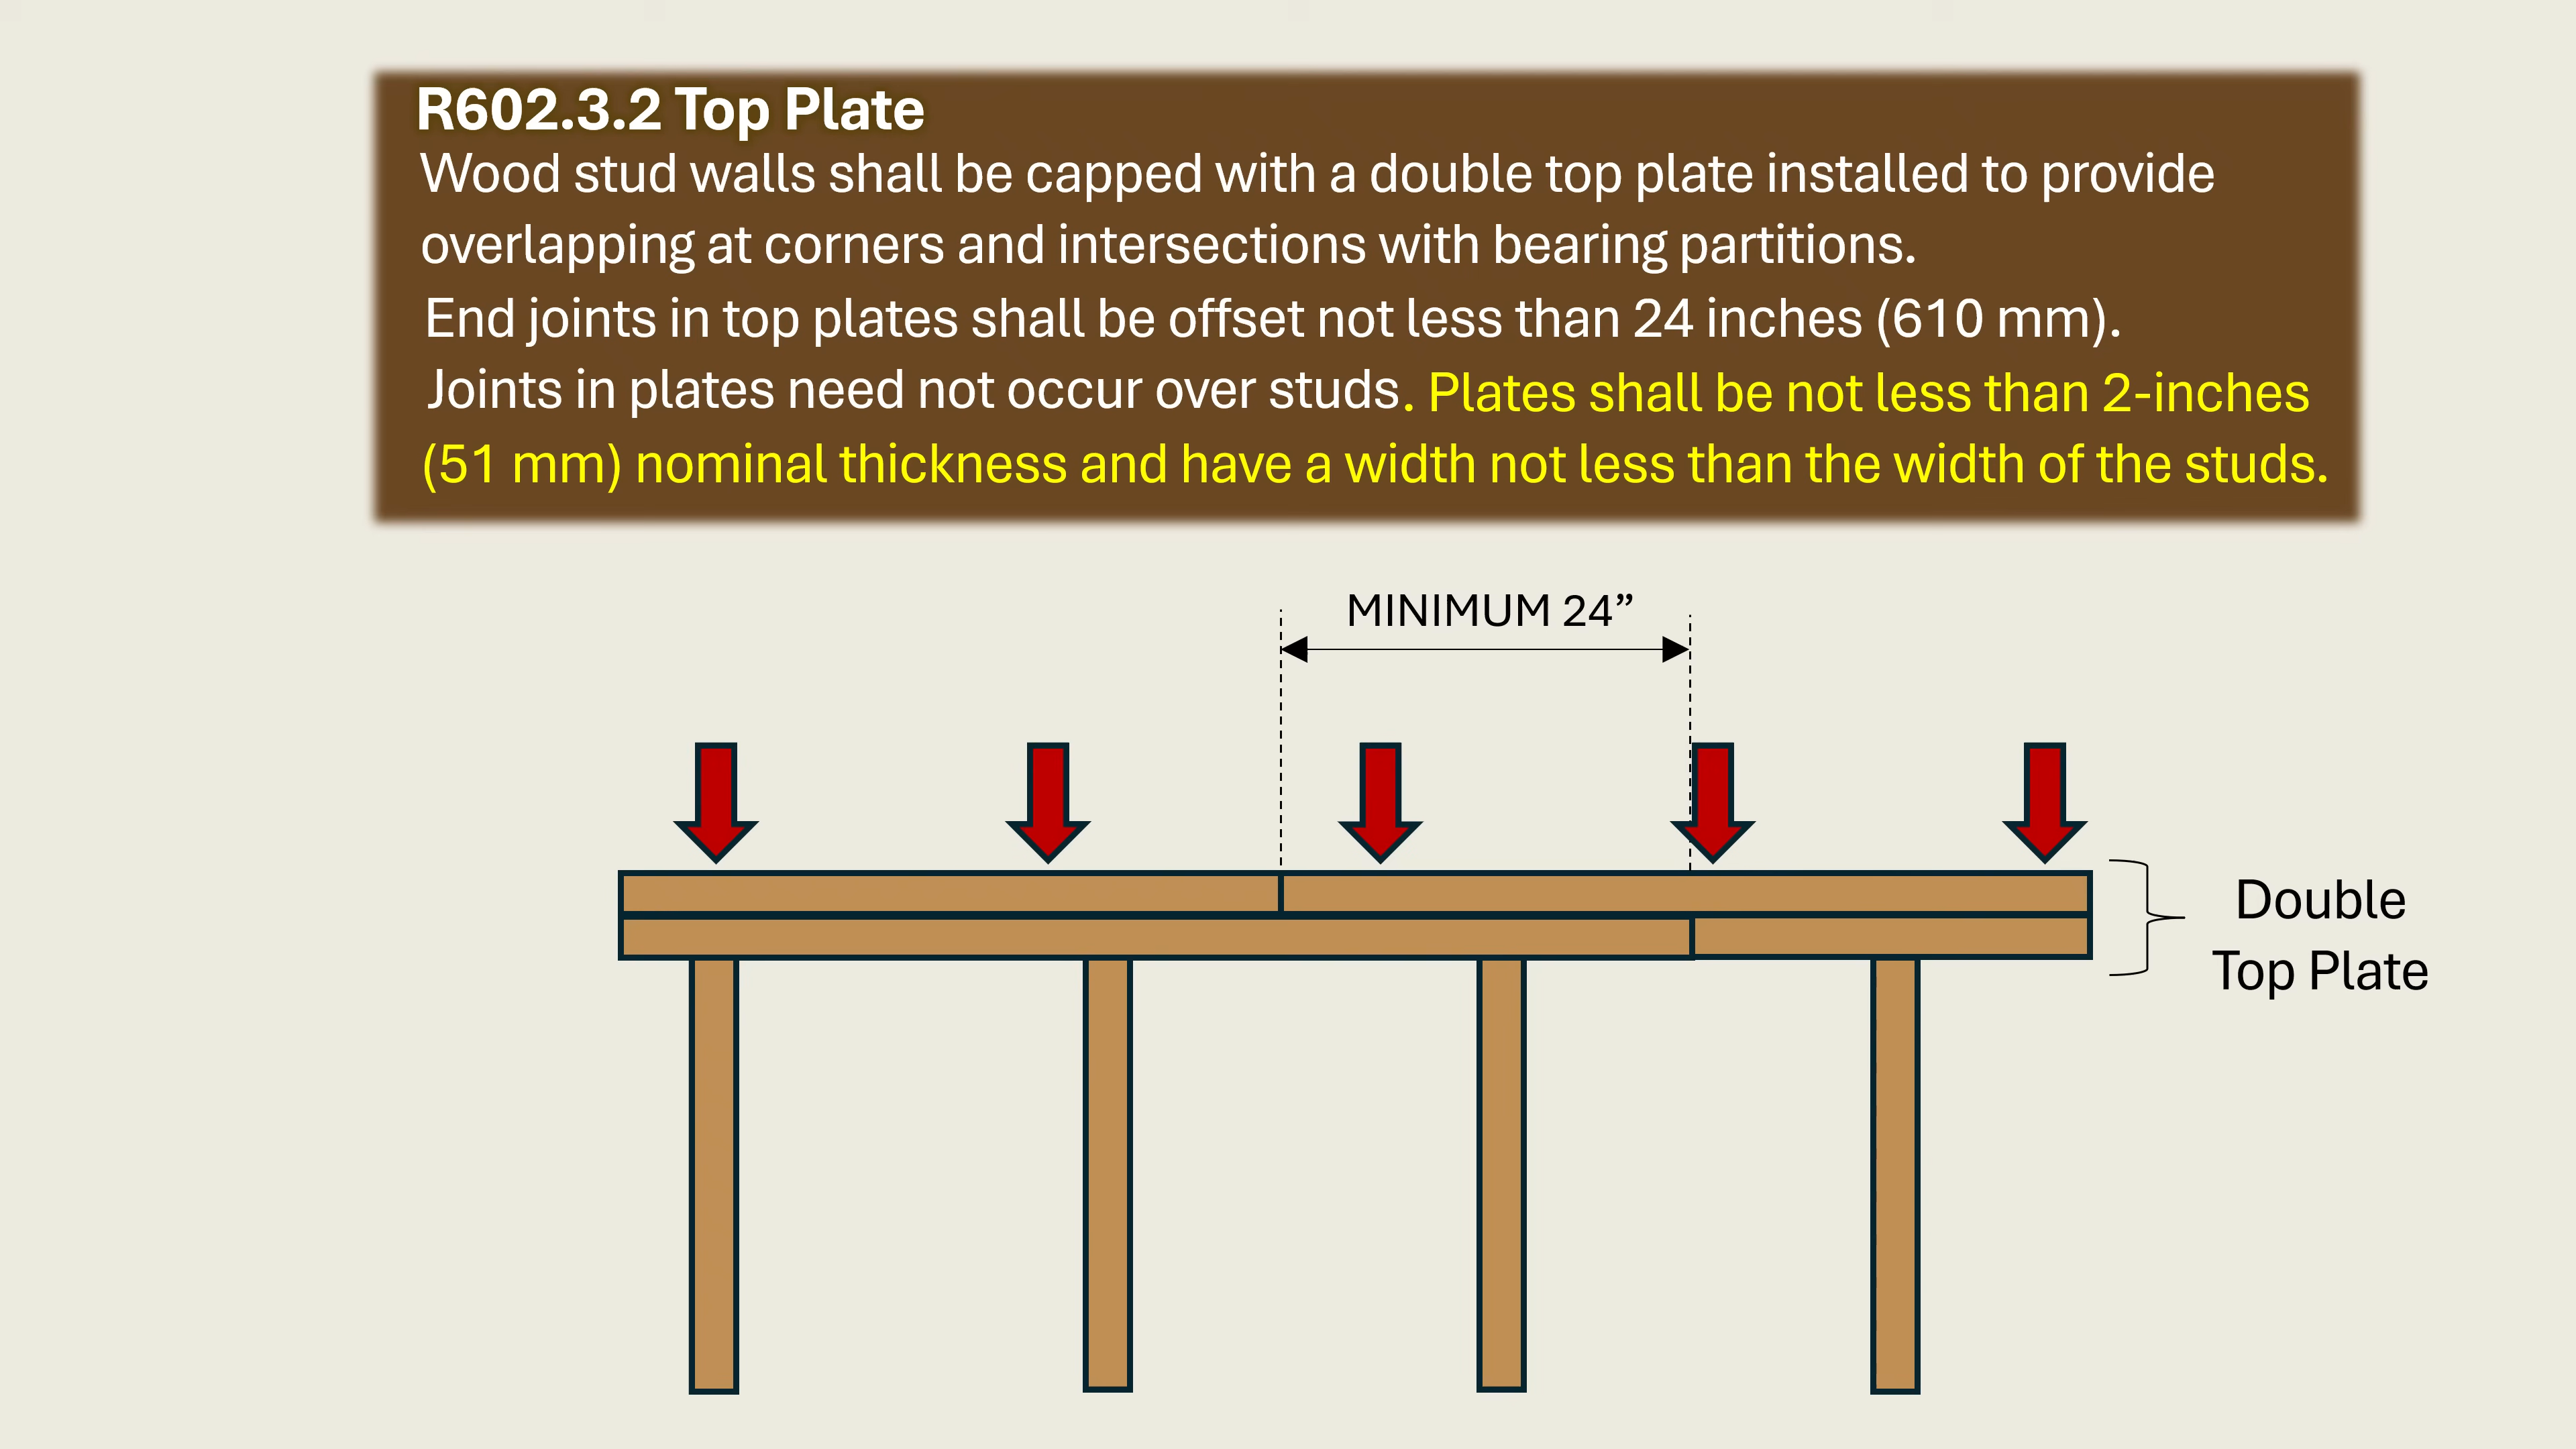 R602.3.2 Top Plate
Wood stud walls shall be capped with a double top plate installed to provide
overlapping at corners and intersections with bearing partitions.
End joints in top plates shall be offset not less than 24 inches (610 mm).
Joints in plates need not occur over studs. Plates shall be not less than 2-inches
(51 mm) nominal thickness and have a width not less than the width of the studs.
MINIMUM 24”
Double
Top Plate